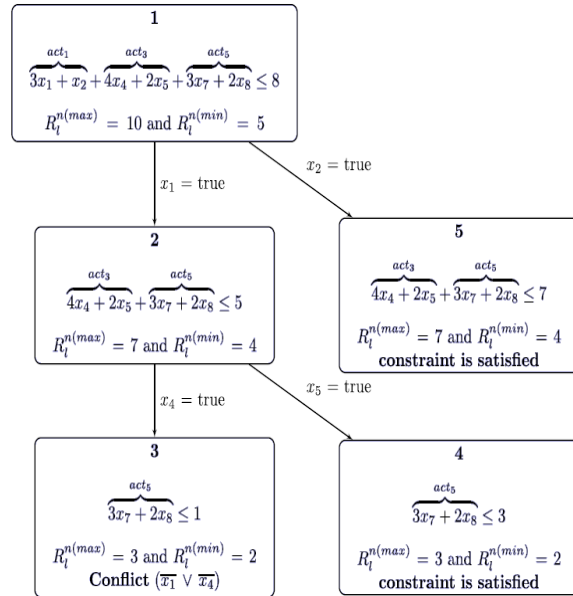 1
act₁ act₃ act₅
3x₁ + x₂ + 4x₄ + 2x₅ + 3x₇ + 2x₈ ≤ 8
R_l^{n(max)} = 10 and R_l^{n(min)} = 5
x₁ = true
x₂ = true
2
act₃ act₅
4x₄ + 2x₅ + 3x₇ + 2x₈ ≤ 5
R_l^{n(max)} = 7 and R_l^{n(min)} = 4
5
act₃ act₅
4x₄ + 2x₅ + 3x₇ + 2x₈ ≤ 7
R_l^{n(max)} = 7 and R_l^{n(min)} = 4
constraint is satisfied
x₄ = true
x₅ = true
3
act₅
3x₇ + 2x₈ ≤ 1
R_l^{n(max)} = 3 and R_l^{n(min)} = 2
Conflict (x̅₁ ∨ x̅₄)
4
act₅
3x₇ + 2x₈ ≤ 3
R_l^{n(max)} = 3 and R_l^{n(min)} = 2
constraint is satisfied